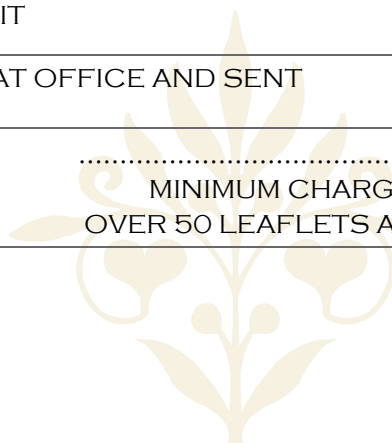 IT
AT OFFICE AND SENT
......................................
MINIMUM CHARG
OVER 50 LEAFLETS A